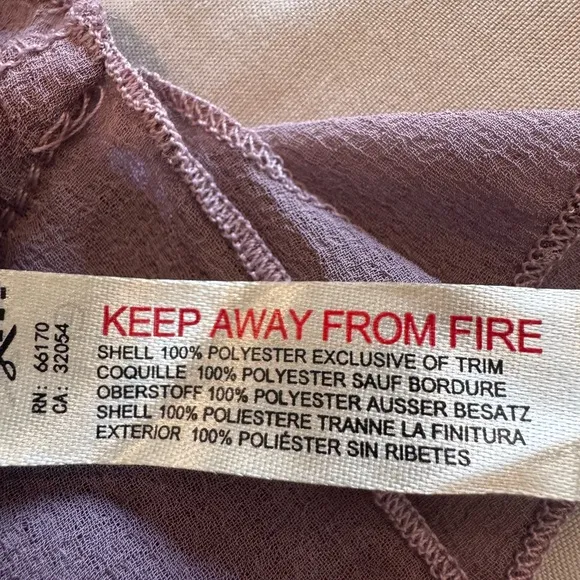 RN: 66170
CA: 32054
KEEP AWAY FROM FIRE
SHELL 100% POLYESTER EXCLUSIVE OF TRIM
COQUILLE 100% POLYESTER SAUF BORDURE
OBERSTOFF 100% POLYESTER AUSSER BESATZ
SHELL 100% POLIESTERE TRANNE LA FINITURA
EXTERIOR 100% POLIÉSTER SIN RIBETES